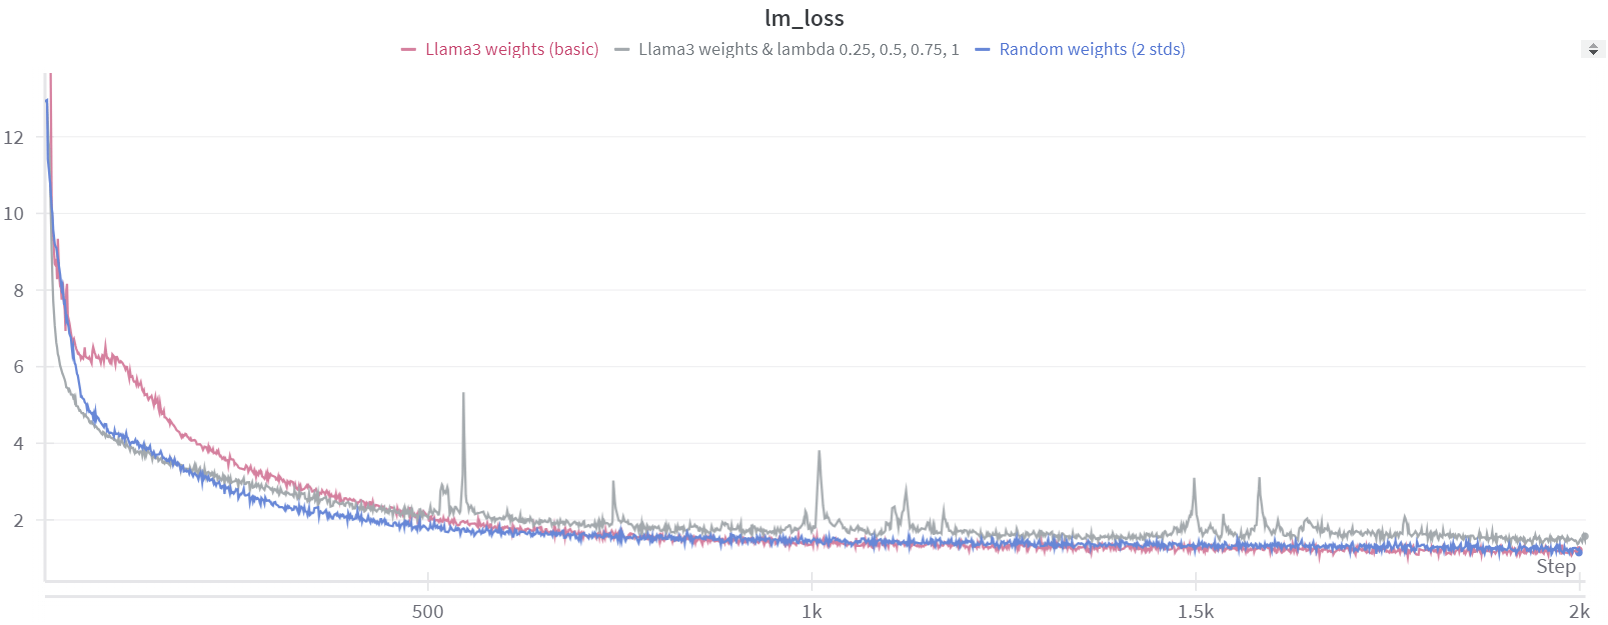 lm_loss
Llama3 weights (basic) Llama3 weights & lambda 0.25, 0.5, 0.75, 1 Random weights (2 stds)
12
10
8
6
4
2
Step
500 1k 1.5k 2k